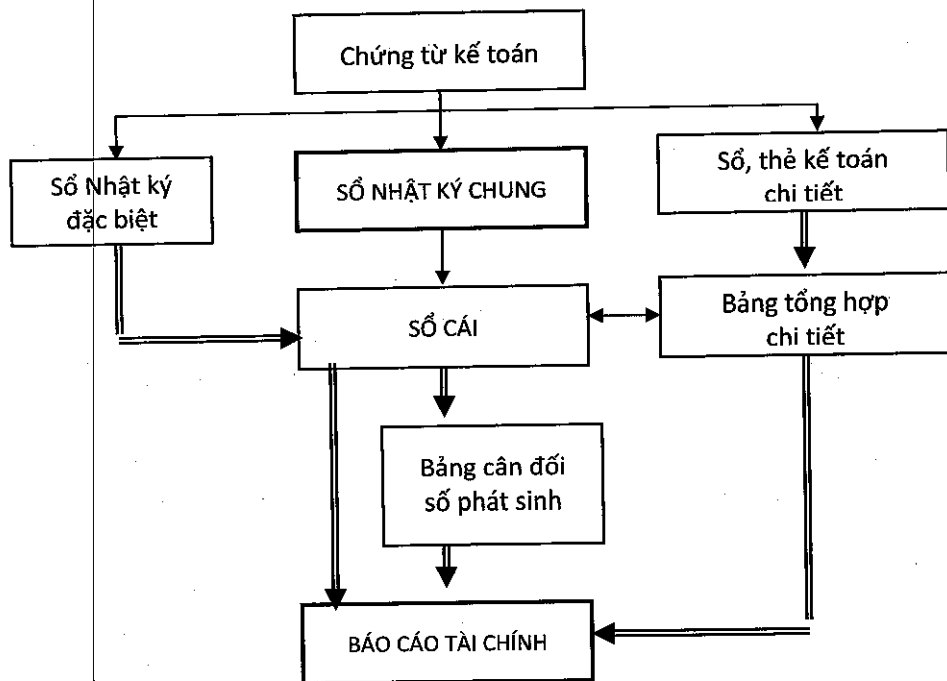 Chứng từ kế toán
Sổ Nhật ký
đặc biệt
SỔ NHẬT KÝ CHUNG
Sổ, thẻ kế toán
chi tiết
SỔ CÁI
Bảng tổng hợp
chi tiết
Bảng cân đối
số phát sinh
BÁO CÁO TÀI CHÍNH